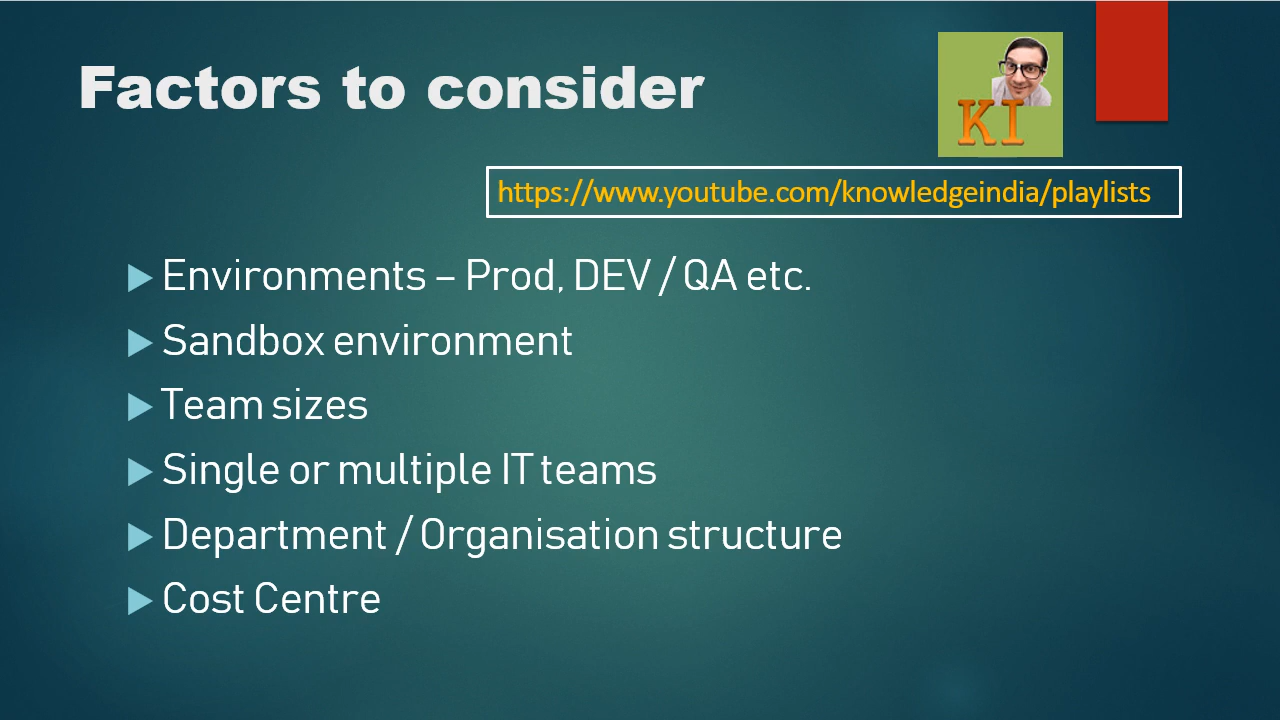 Factors to consider
KI
https://www.youtube.com/knowledgeindia/playlists
Environments – Prod, DEV / QA etc.
Sandbox environment
Team sizes
Single or multiple IT teams
Department / Organisation structure
Cost Centre